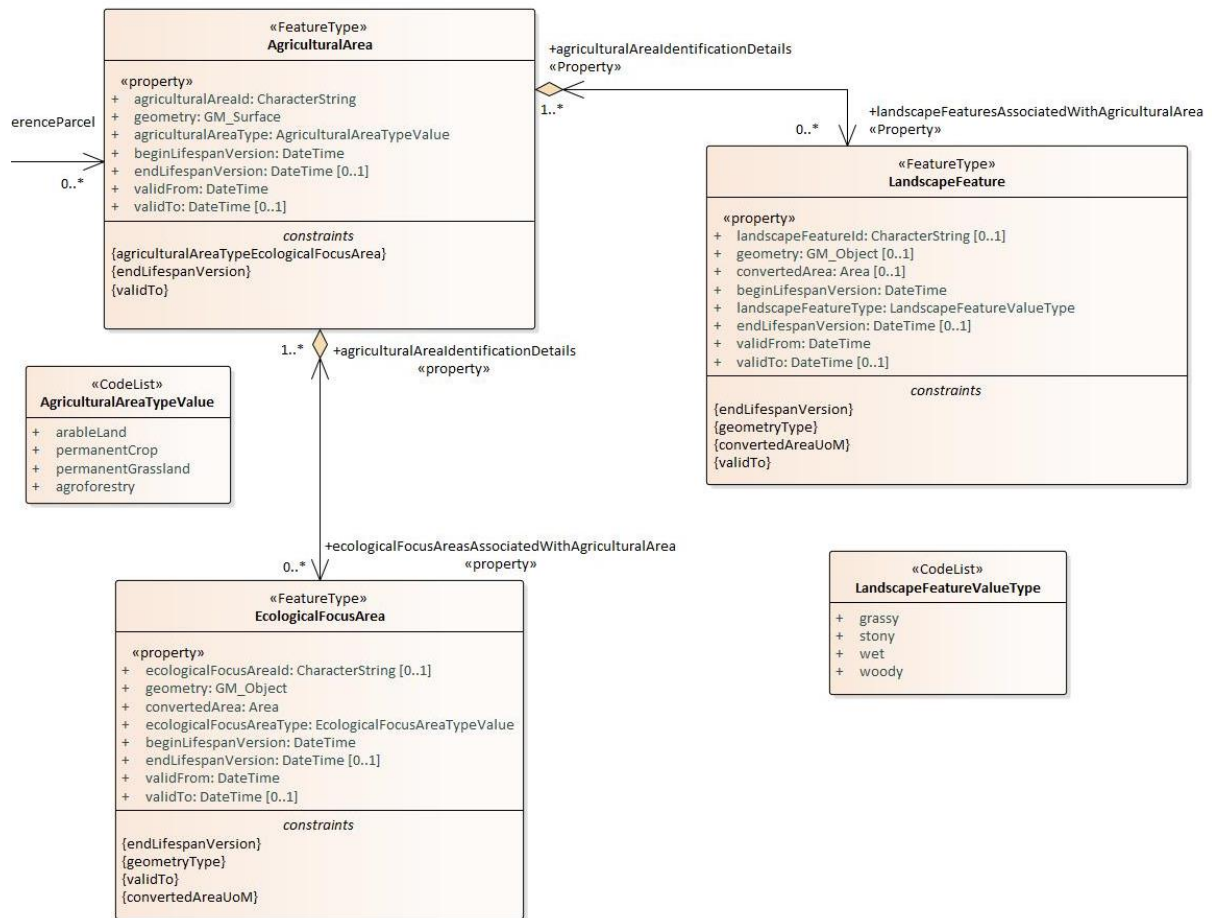 «FeatureType»
AgriculturalArea
«property»
+ agriculturalAreaId: CharacterString
+ geometry: GM_Surface
+ agriculturalAreaType: AgriculturalAreaTypeValue
+ beginLifespanVersion: DateTime
+ endLifespanVersion: DateTime [0..1]
+ validFrom: DateTime
+ validTo: DateTime [0..1]
constraints
{agriculturalAreaTypeEcologicalFocusArea}
{endLifespanVersion}
{validTo}
erenceParcel
0..*
+agriculturalAreaIdentificationDetails
«Property»
1..*
+landscapeFeaturesAssociatedWithAgriculturalArea
0..*
«Property»
«FeatureType»
LandscapeFeature
«property»
+ landscapeFeatureId: CharacterString [0..1]
+ geometry: GM_Object [0..1]
+ convertedArea: Area [0..1]
+ beginLifespanVersion: DateTime
+ landscapeFeatureType: LandscapeFeatureValueType
+ endLifespanVersion: DateTime [0..1]
+ validFrom: DateTime
+ validTo: DateTime [0..1]
constraints
{endLifespanVersion}
{geometryType}
{convertedAreaUoM}
{validTo}
1..*
+agriculturalAreaIdentificationDetails
«property»
«CodeList»
AgriculturalAreaTypeValue
+ arableLand
+ permanentCrop
+ permanentGrassland
+ agroforestry
+ecologicalFocusAreasAssociatedWithAgriculturalArea
0..*
«property»
«FeatureType»
EcologicalFocusArea
«property»
+ ecologicalFocusAreaId: CharacterString [0..1]
+ geometry: GM_Object
+ convertedArea: Area
+ ecologicalFocusAreaType: EcologicalFocusAreaTypeValue
+ beginLifespanVersion: DateTime
+ endLifespanVersion: DateTime [0..1]
+ validFrom: DateTime
+ validTo: DateTime [0..1]
constraints
{endLifespanVersion}
{geometryType}
{validTo}
{convertedAreaUoM}
«CodeList»
LandscapeFeatureValueType
+ grassy
+ stony
+ wet
+ woody